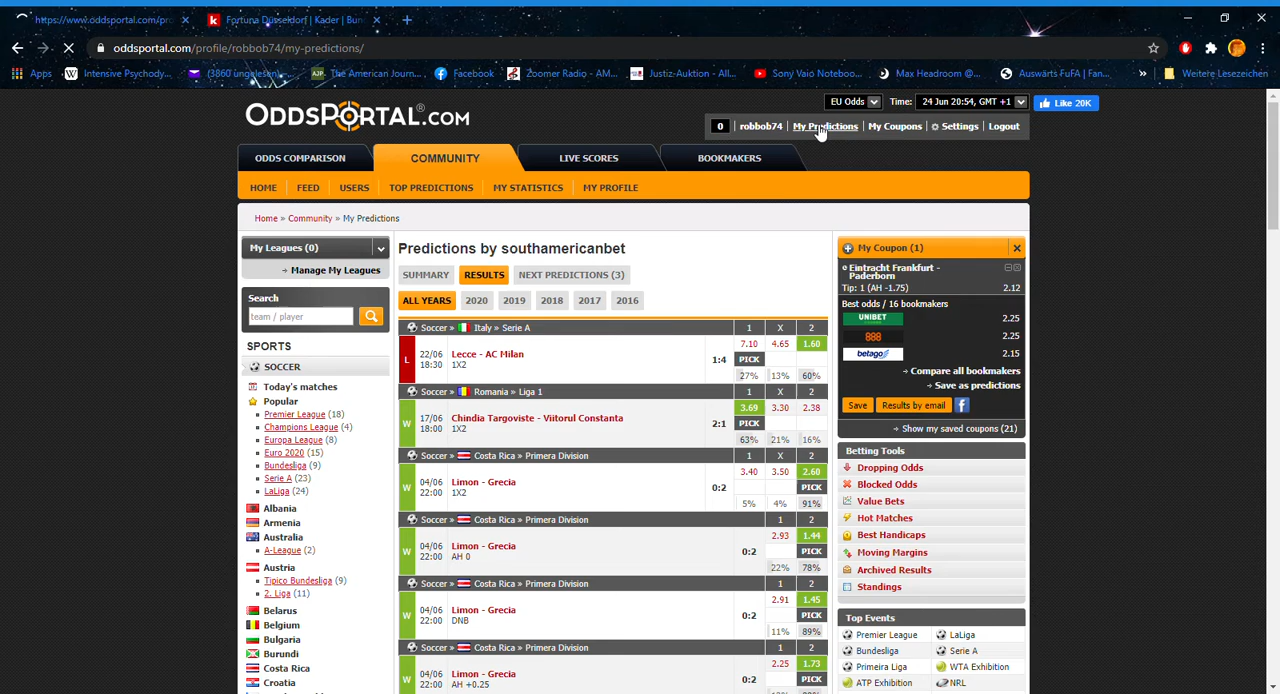 https://www.oddsportal.com/pr
Fortuna Düsseldorf | Kader | Bun
oddsportal.com/profile/robbob74/my-predictions/
Apps
Intensive Psychody...
(3860 ungelesen)
The American Journ...
Facebook
Zoomer Radio - AM...
Justiz-Auktion - All...
Sony Vaio Noteboo...
Max Headroom @...
Auswärts FuFA | Fan...
»
Weitere Lesezeichen
ODDSPORTAL®.COM
EU Odds
Time: 24 Jun 20:54, GMT +1
Like 20K
0 | robbob74 | My Predictions | My Coupons | Settings | Logout
ODDS COMPARISON
COMMUNITY
LIVE SCORES
BOOKMAKERS
HOME
FEED
USERS
TOP PREDICTIONS
MY STATISTICS
MY PROFILE
Home » Community » My Predictions
My Leagues (0)
Manage My Leagues
Search
team / player
SPORTS
SOCCER
Today's matches
Popular
Premier League (18)
Champions League (4)
Europa League (8)
Euro 2020 (15)
Bundesliga (9)
Serie A (23)
LaLiga (24)
Albania
Armenia
Australia
A-League (2)
Austria
Tipico Bundesliga (9)
2. Liga (11)
Belarus
Belgium
Bulgaria
Burundi
Costa Rica
Croatia
Predictions by southamericanbet
SUMMARY
RESULTS
NEXT PREDICTIONS (3)
ALL YEARS
2020
2019
2018
2017
2016
Soccer » Italy » Serie A 1 X 2
L 22/06 18:30 Lecce - AC Milan 1X2 1:4 7.10 4.65 1.60
PICK
27% 13% 60%
Soccer » Romania » Liga 1 1 X 2
W 17/06 18:00 Chindia Targoviste - Viitorul Constanta 1X2 2:1 3.69 3.30 2.38
PICK
63% 21% 16%
Soccer » Costa Rica » Primera Division 1 X 2
W 04/06 22:00 Limon - Grecia 1X2 0:2 3.40 3.50 2.60
PICK
5% 4% 91%
Soccer » Costa Rica » Primera Division 1 2
W 04/06 22:00 Limon - Grecia AH 0 0:2 2.93 1.44
PICK
22% 78%
Soccer » Costa Rica » Primera Division 1 2
W 04/06 22:00 Limon - Grecia DNB 0:2 2.91 1.45
PICK
11% 89%
Soccer » Costa Rica » Primera Division 1 2
W 04/06 22:00 Limon - Grecia AH +0.25 0:2 2.25 1.73
PICK
My Coupon (1)
Eintracht Frankfurt -
Paderborn
Tip: 1 (AH -1.75) 2.12
Best odds / 16 bookmakers
UNIBET 2.25
888 2.25
betago 2.15
Compare all bookmakers
Save as predictions
Save
Results by email
Show my saved coupons (21)
Betting Tools
Dropping Odds
Blocked Odds
Value Bets
Hot Matches
Best Handicaps
Moving Margins
Archived Results
Standings
Top Events
Premier League
LaLiga
Bundesliga
Serie A
Primeira Liga
WTA Exhibition
ATP Exhibition
NRL